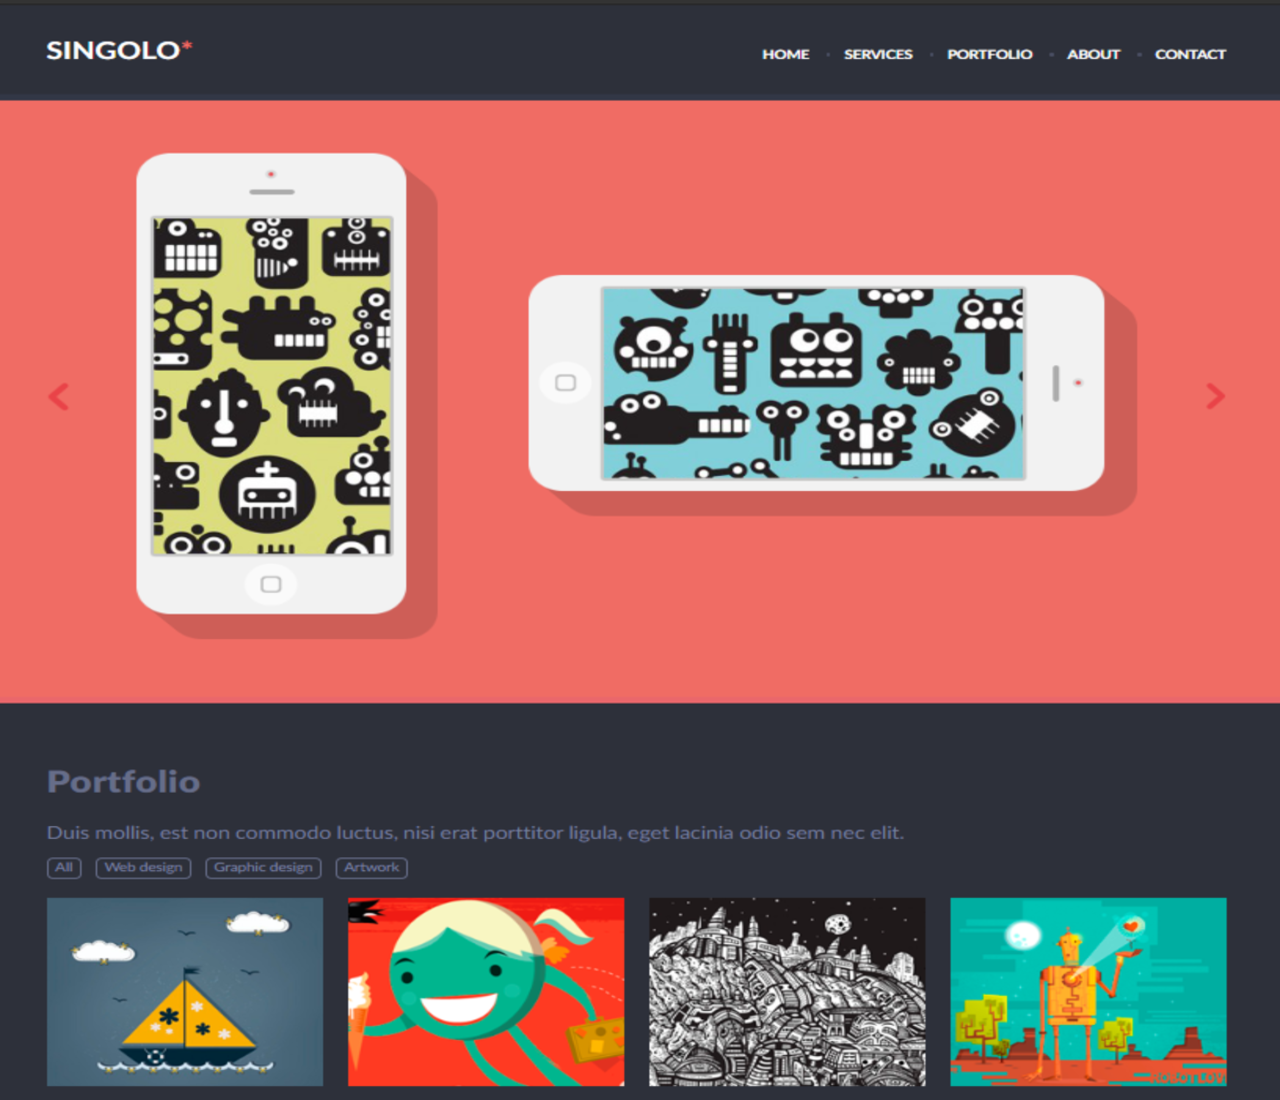 SINGOLO*
HOME • SERVICES • PORTFOLIO • ABOUT • CONTACT
Portfolio
Duis mollis, est non commodo luctus, nisi erat porttitor ligula, eget lacinia odio sem nec elit.
All Web design Graphic design Artwork